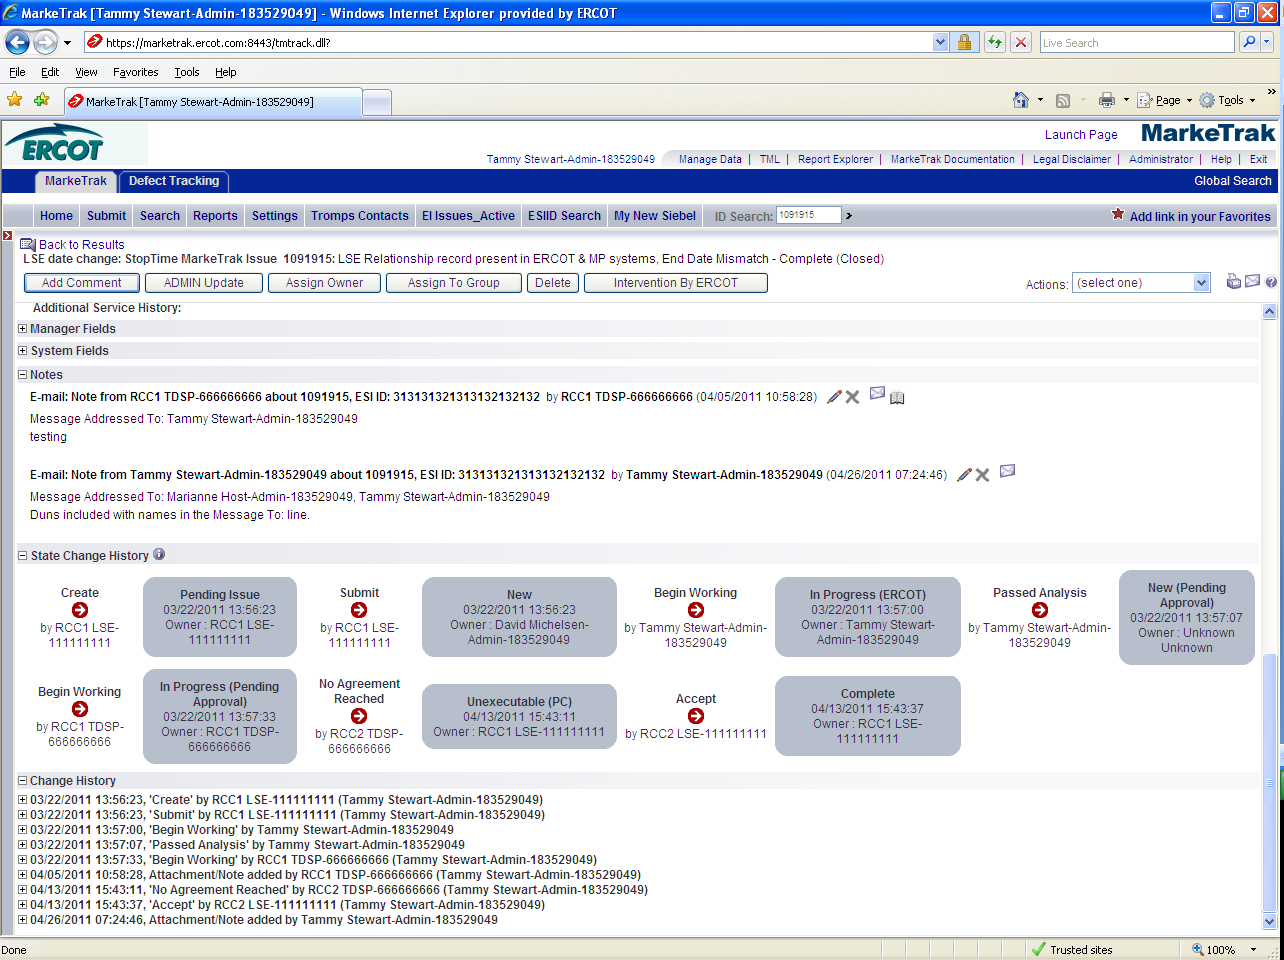 MarkeTrak [Tammy Stewart-Admin-183529049] - Windows Internet Explorer provided by ERCOT
https://marketrak.ercot.com:8443/tmtrack.dll?
Live Search
File Edit View Favorites Tools Help
MarkeTrak [Tammy Stewart-Admin-183529049]
Page Tools
ERCOT
Launch Page MarkeTrak
Tammy Stewart-Admin-183529049 Manage Data | TML | Report Explorer | MarkeTrak Documentation | Legal Disclaimer | Administrator | Help | Exit
MarkeTrak Defect Tracking Global Search
Home Submit Search Reports Settings Tromps Contacts EI Issues_Active ESIID Search My New Siebel ID Search: 1091915 Add link in your Favorites
Back to Results
LSE date change: StopTime MarkeTrak Issue 1091915: LSE Relationship record present in ERCOT & MP systems, End Date Mismatch - Complete (Closed)
Add Comment ADMIN Update Assign Owner Assign To Group Delete Intervention By ERCOT Actions: (select one)
Additional Service History:
Manager Fields
System Fields
Notes
E-mail: Note from RCC1 TDSP-666666666 about 1091915, ESI ID: 313131321313132132132 by RCC1 TDSP-666666666 (04/05/2011 10:58:28)
Message Addressed To: Tammy Stewart-Admin-183529049
testing
E-mail: Note from Tammy Stewart-Admin-183529049 about 1091915, ESI ID: 313131321313132132132 by Tammy Stewart-Admin-183529049 (04/26/2011 07:24:46)
Message Addressed To: Marianne Host-Admin-183529049, Tammy Stewart-Admin-183529049
Duns included with names in the Message To: line.
State Change History
Create
by RCC1 LSE-
111111111
Pending Issue
03/22/2011 13:56:23
Owner : RCC1 LSE-
111111111
Submit
by RCC1 LSE-
111111111
New
03/22/2011 13:56:23
Owner : David Michelsen-
Admin-183529049
Begin Working
by Tammy Stewart-Admin-
183529049
In Progress (ERCOT)
03/22/2011 13:57:00
Owner : Tammy Stewart-
Admin-183529049
Passed Analysis
by Tammy Stewart-Admin-
183529049
New (Pending
Approval)
03/22/2011 13:57:07
Owner : Unknown
Unknown
Begin Working
by RCC1 TDSP-
666666666
In Progress (Pending
Approval)
03/22/2011 13:57:33
Owner : RCC1 TDSP-
666666666
No Agreement
Reached
by RCC2 TDSP-
666666666
Unexecutable (PC)
04/13/2011 15:43:11
Owner : RCC1 LSE-111111111
Accept
by RCC2 LSE-111111111
Complete
04/13/2011 15:43:37
Owner : RCC1 LSE-
111111111
Change History
03/22/2011 13:56:23, 'Create' by RCC1 LSE-111111111 (Tammy Stewart-Admin-183529049)
03/22/2011 13:56:23, 'Submit' by RCC1 LSE-111111111 (Tammy Stewart-Admin-183529049)
03/22/2011 13:57:00, 'Begin Working' by Tammy Stewart-Admin-183529049
03/22/2011 13:57:07, 'Passed Analysis' by Tammy Stewart-Admin-183529049
03/22/2011 13:57:33, 'Begin Working' by RCC1 TDSP-666666666 (Tammy Stewart-Admin-183529049)
04/05/2011 10:58:28, Attachment/Note added by RCC1 TDSP-666666666 (Tammy Stewart-Admin-183529049)
04/13/2011 15:43:11, 'No Agreement Reached' by RCC2 TDSP-666666666 (Tammy Stewart-Admin-183529049)
04/13/2011 15:43:37, 'Accept' by RCC2 LSE-111111111 (Tammy Stewart-Admin-183529049)
04/26/2011 07:24:46, Attachment/Note added by Tammy Stewart-Admin-183529049
Done Trusted sites 100%